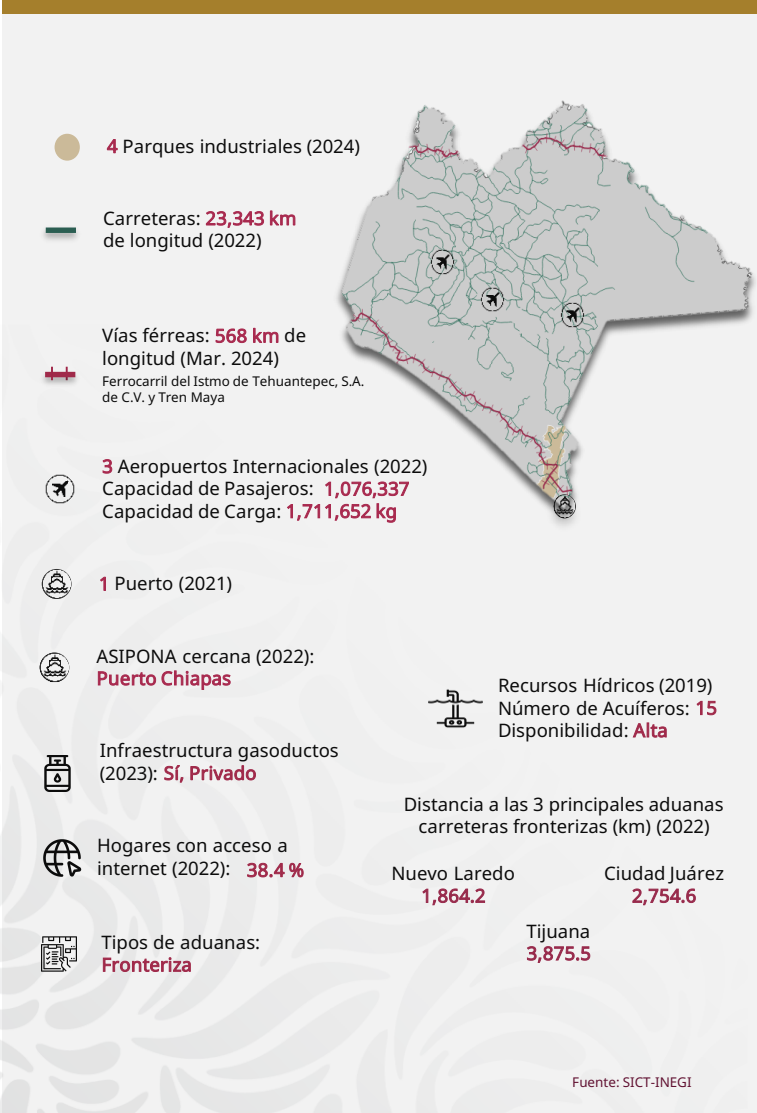 4 Parques industriales (2024)
Carreteras: 23,343 km
de longitud (2022)
Vías férreas: 568 km de
longitud (Mar. 2024)
Ferrocarril del Istmo de Tehuantepec, S.A.
de C.V. y Tren Maya
3 Aeropuertos Internacionales (2022)
Capacidad de Pasajeros: 1,076,337
Capacidad de Carga: 1,711,652 kg
1 Puerto (2021)
ASIPONA cercana (2022):
Puerto Chiapas
Infraestructura gasoductos
(2023): Sí, Privado
Hogares con acceso a
internet (2022): 38.4 %
Tipos de aduanas:
Fronteriza
Recursos Hídricos (2019)
Número de Acuíferos: 15
Disponibilidad: Alta
Distancia a las 3 principales aduanas
carreteras fronterizas (km) (2022)
Nuevo Laredo
1,864.2
Ciudad Juárez
2,754.6
Tijuana
3,875.5
Fuente: SICT-INEGI